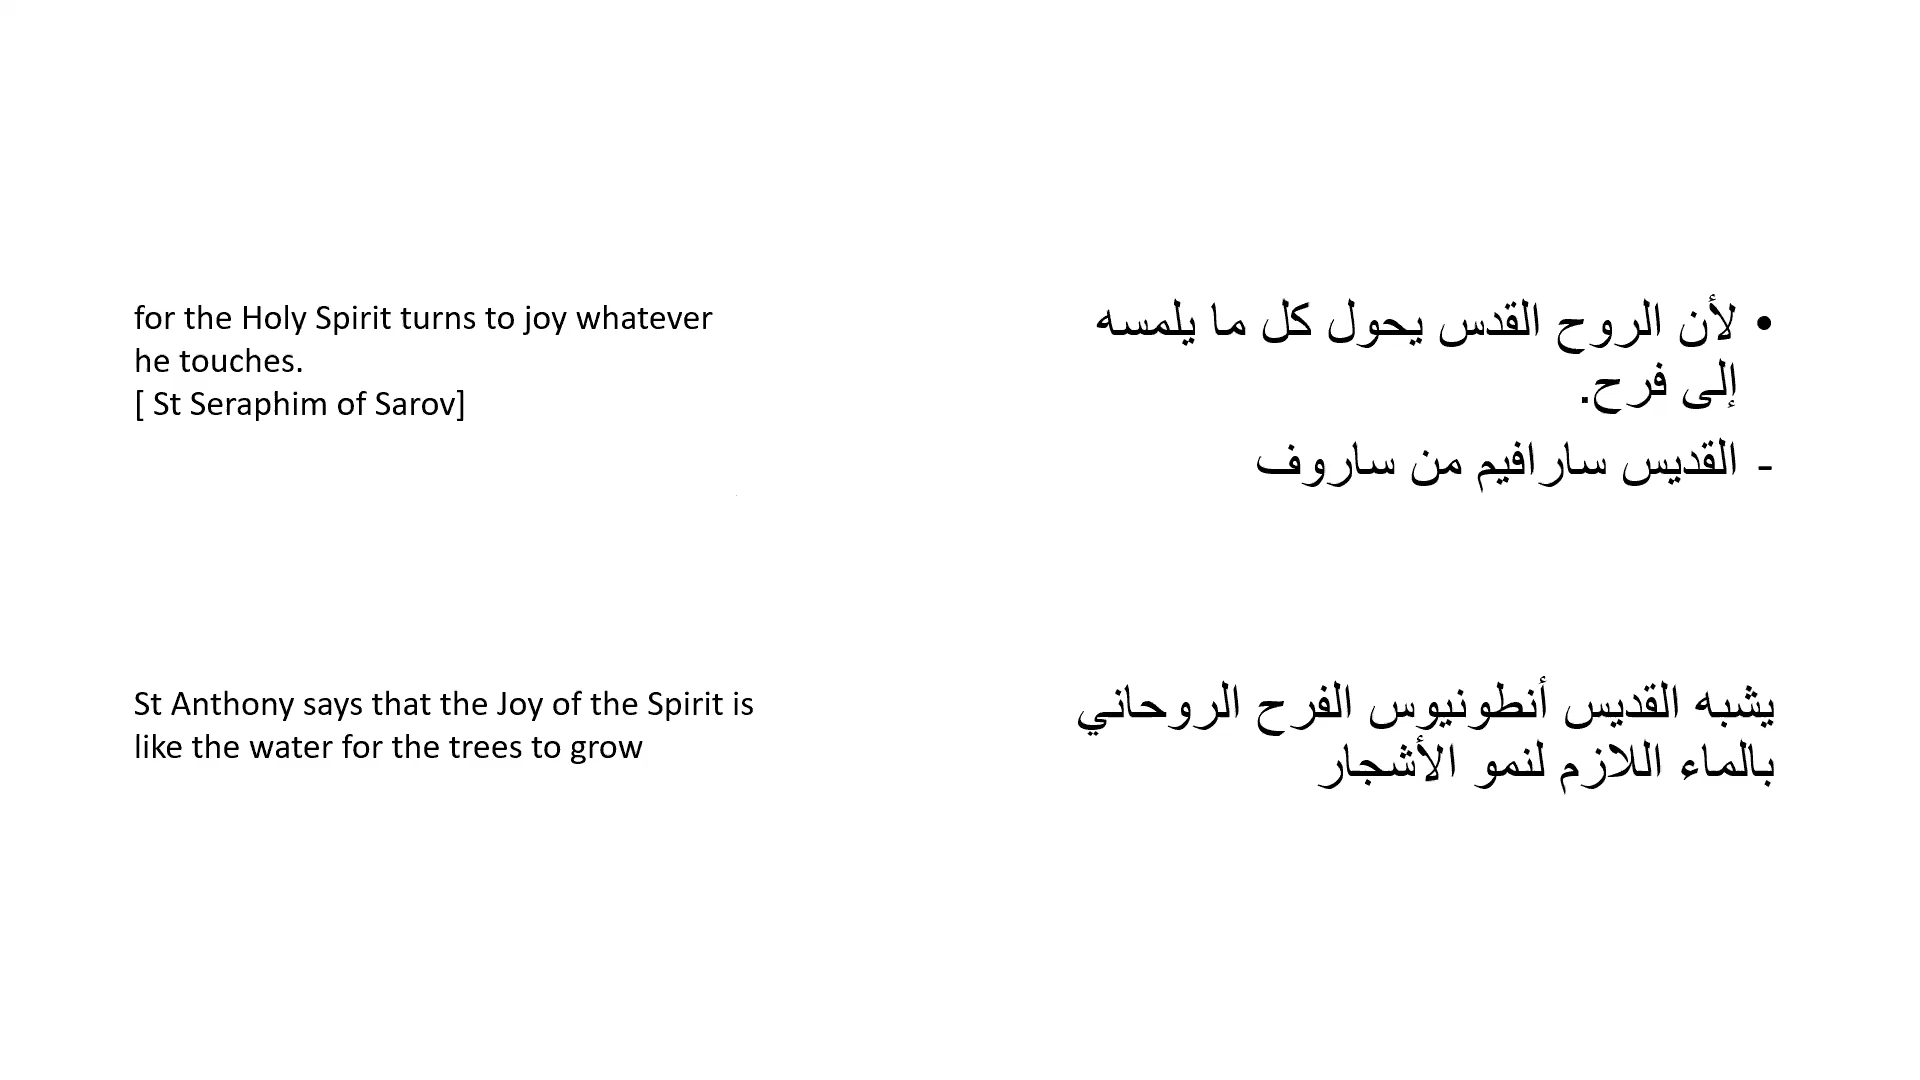 for the Holy Spirit turns to joy whatever
he touches.
[ St Seraphim of Sarov]
• لأن الروح القدس يحول كل ما يلمسه
إلى فرح.
- القديس سارافيم من ساروف
St Anthony says that the Joy of the Spirit is
like the water for the trees to grow
يشبه القديس أنطونيوس الفرح الروحاني
بالماء اللازم لنمو الأشجار